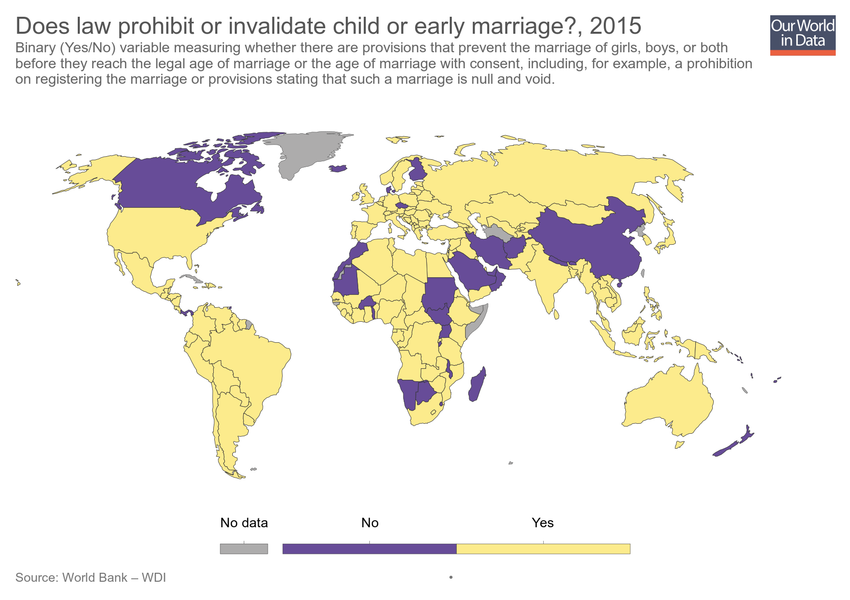 Does law prohibit or invalidate child or early marriage?, 2015
Our World
in Data
Binary (Yes/No) variable measuring whether there are provisions that prevent the marriage of girls, boys, or both
before they reach the legal age of marriage or the age of marriage with consent, including, for example, a prohibition
on registering the marriage or provisions stating that such a marriage is null and void.
No data
No
Yes
Source: World Bank – WDI